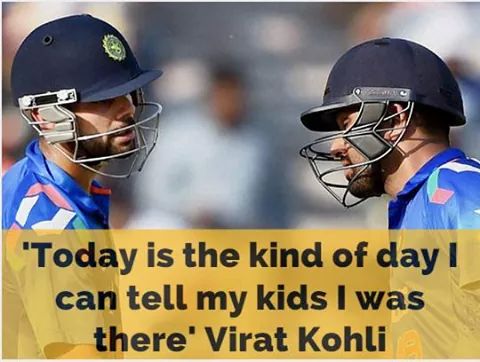 'Today is the kind of day I
can tell my kids I was
there' Virat Kohli